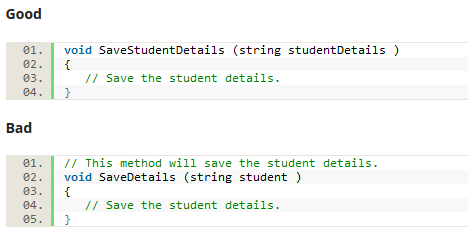 Good
01. void SaveStudentDetails (string studentDetails )
02. {
03.    // Save the student details.
04. }
Bad
01. // This method will save the student details.
02. void SaveDetails (string student )
03. {
04.    // Save the student details.
05. }